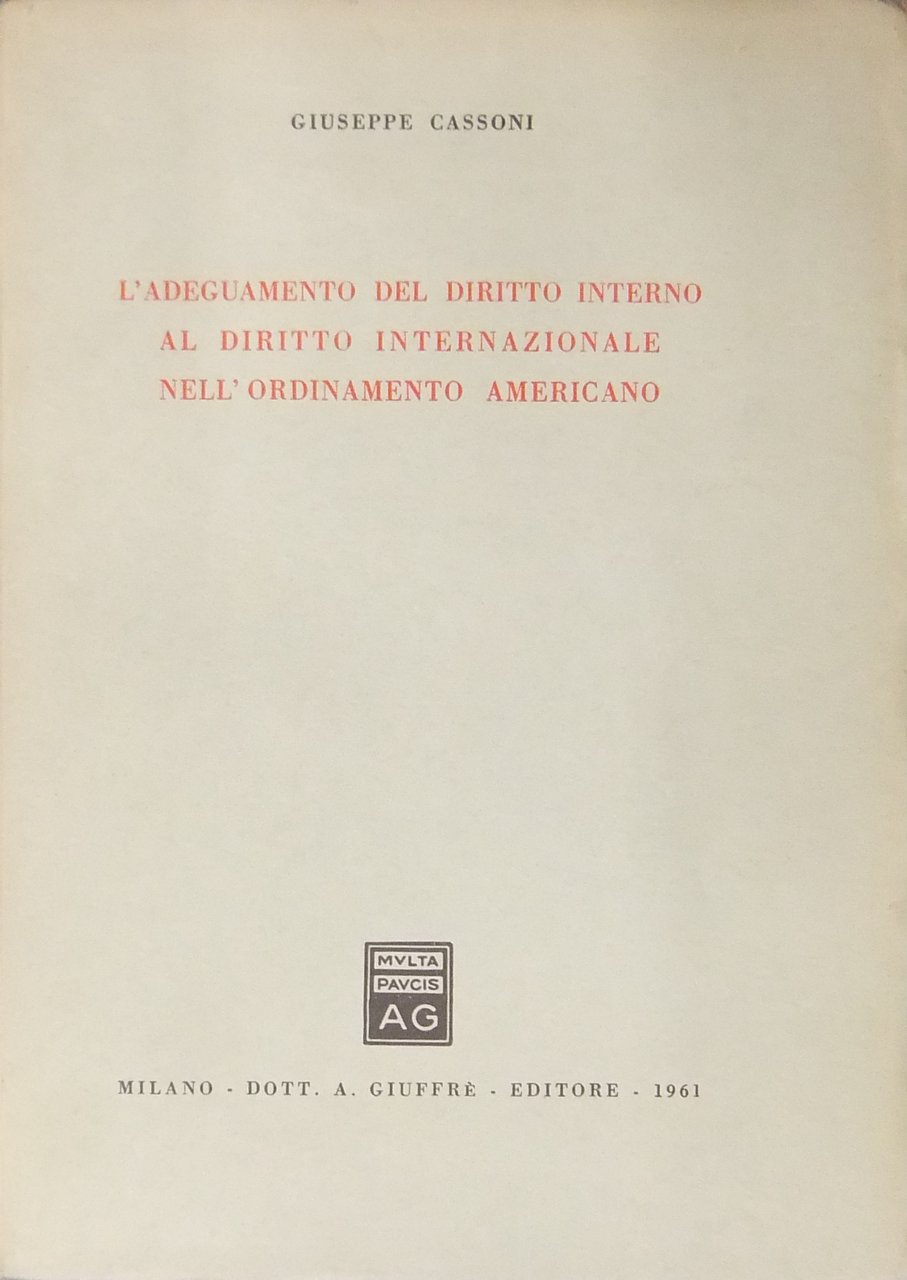 GIUSEPPE CASSONI
L'ADEGUAMENTO DEL DIRITTO INTERNO
AL DIRITTO INTERNAZIONALE
NELL'ORDINAMENTO AMERICANO
MVLTA
PAVCIS
AG
MILANO - DOTT. A. GIUFFRÈ - EDITORE - 1961